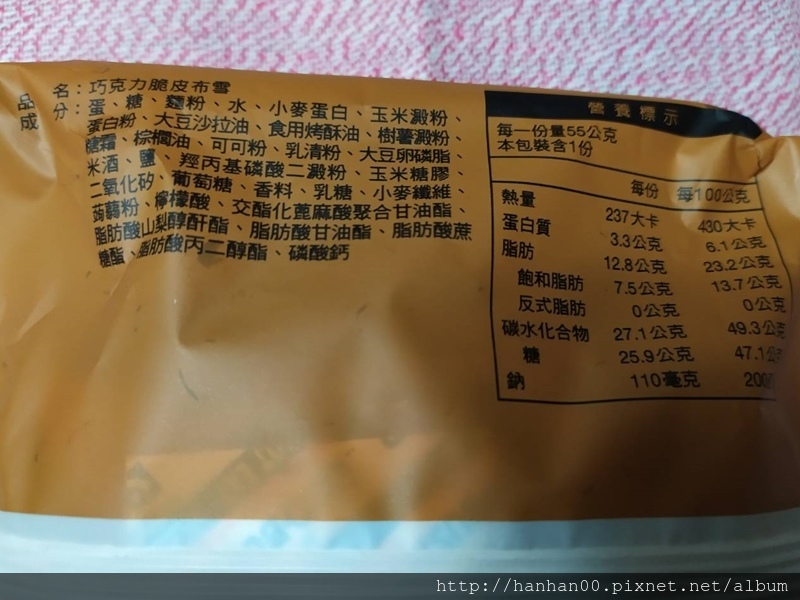 品　名：巧克力脆皮布雪
成　分：蛋、糖、麵粉、水、小麥蛋白、玉米澱粉、
蛋白粉、大豆沙拉油、食用烤酥油、樹薯澱粉、
糖霜、棕櫚油、可可粉、乳清粉、大豆卵磷脂、
米酒、鹽、羥丙基磷酸二澱粉、玉米糖膠、
二氧化矽、葡萄糖、香料、乳糖、小麥纖維、
蒟蒻粉、檸檬酸、交酯化蓖麻酸聚合甘油酯、
脂肪酸山梨醇酐酯、脂肪酸甘油酯、脂肪酸蔗
糖酯、脂肪酸丙二醇酯、磷酸鈣
營養標示
每一份量55公克
本包裝含1份
每份 每100公克
熱量 237大卡 430大卡
蛋白質 3.3公克 6.1公克
脂肪 12.8公克 23.2公克
飽和脂肪 7.5公克 13.7公克
反式脂肪 0公克 0公克
碳水化合物 27.1公克 49.3公克
糖 25.9公克 47.1公克
鈉 110毫克 200
http://hanhan00.pixnet.net/album